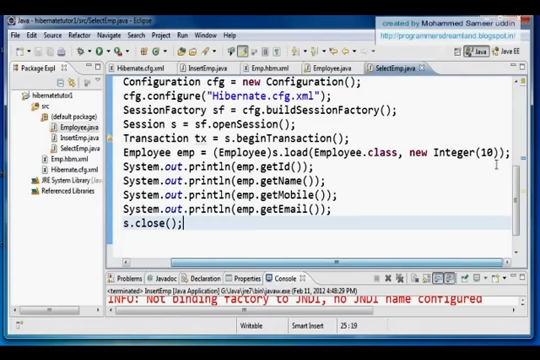 Java - hibernatetutor1/src/SelectEmp.java - Eclipse
created by Mohammed Sameer Uddin
http://programmersdreamland.blogspot.in/
File Edit Source Refactor Navigate Search Project Run Window Help
Java Java EE
Package Expl
Hibernate.cfg.xml InsertEmp.java Emp.hbm.xml Employee.java SelectEmp.java
hibernatetutor1
src
(default package)
Employee.java
InsertEmp.java
SelectEmp.java
Emp.hbm.xml
Hibernate.cfg.xml
JRE System Library
Referenced Libraries
Configuration cfg = new Configuration();
cfg.configure("Hibernate.cfg.xml");
SessionFactory sf = cfg.buildSessionFactory();
Session s = sf.openSession();
Transaction tx = s.beginTransaction();
Employee emp = (Employee)s.load(Employee.class, new Integer(10));
System.out.println(emp.getId());
System.out.println(emp.getName());
System.out.println(emp.getMobile());
System.out.println(emp.getEmail());
s.close();
Problems Javadoc Declaration Properties Console
<terminated> InsertEmp [Java Application] G:\Java\jre7\bin\javaw.exe (Feb 11, 2012 4:48:29 PM)
INFO: Not binding factory to JNDI, no JNDI name configured
Writable Smart Insert 25 : 19